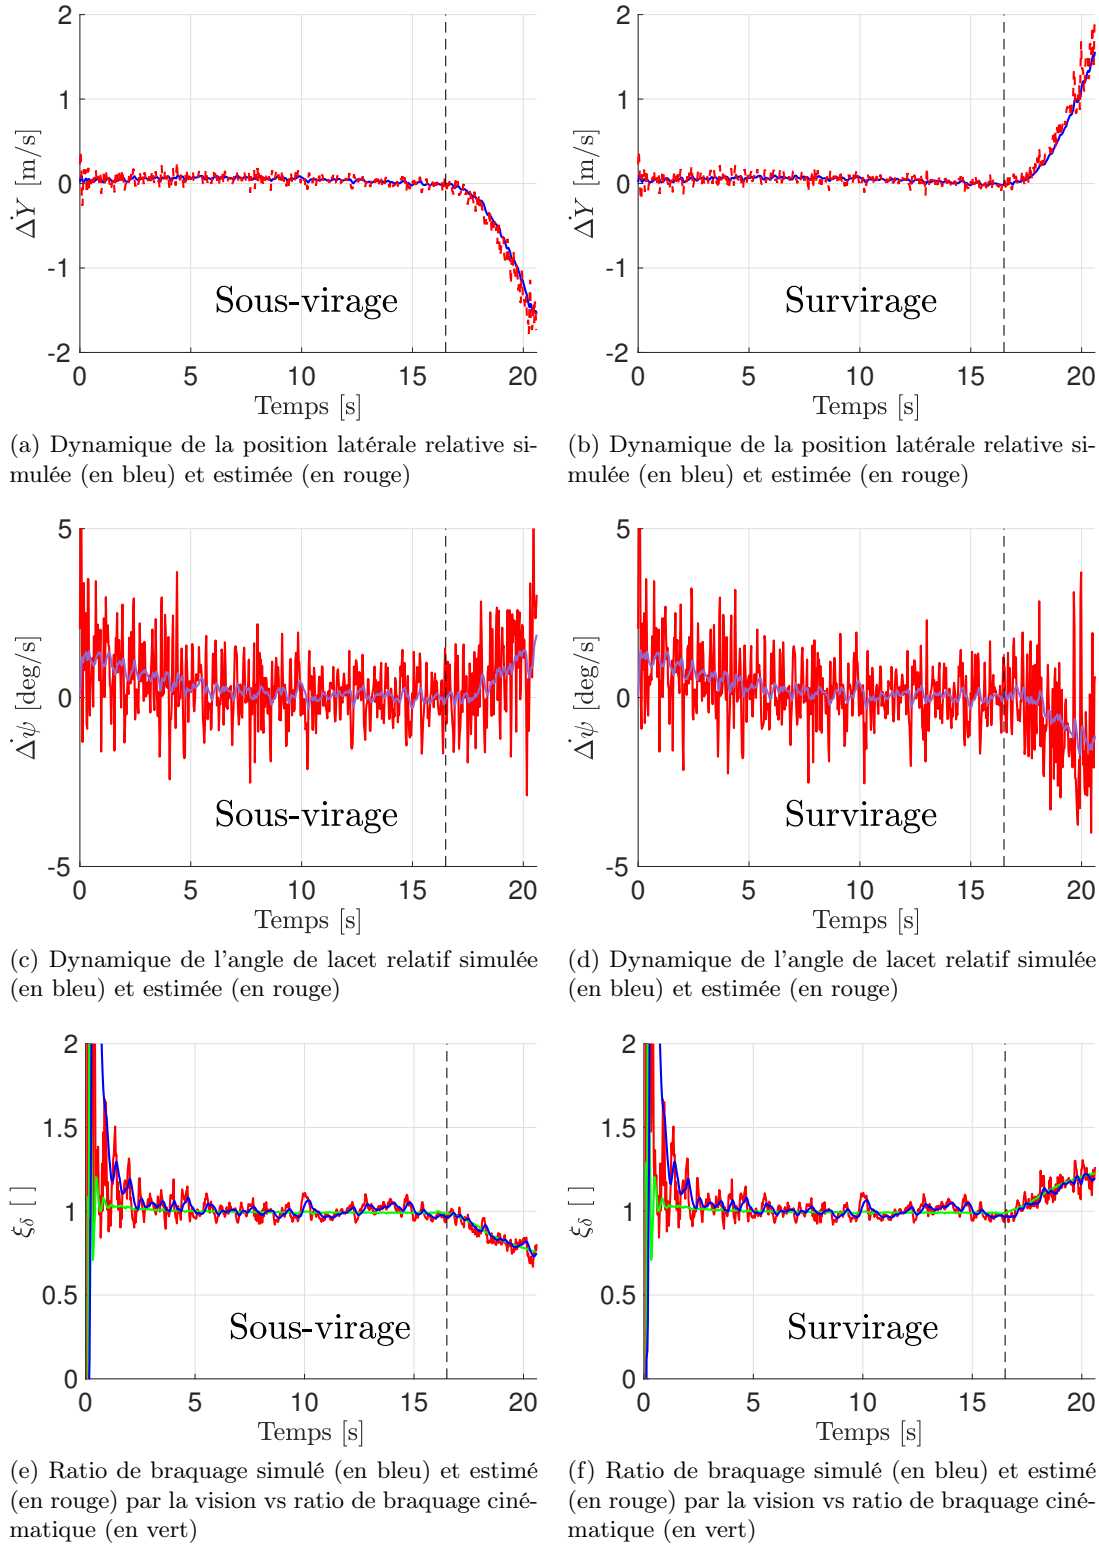 2
1
0
-1
-2
0
5
10
15
20
Δ̇Y [m/s]
Sous-virage
Temps [s]
(a) Dynamique de la position latérale relative si-
mulée (en bleu) et estimée (en rouge)
2
1
0
-1
-2
0
5
10
15
20
Δ̇Y [m/s]
Survirage
Temps [s]
(b) Dynamique de la position latérale relative si-
mulée (en bleu) et estimée (en rouge)
5
0
-5
0
5
10
15
20
Δ̇ψ [deg/s]
Sous-virage
Temps [s]
(c) Dynamique de l'angle de lacet relatif simulée
(en bleu) et estimée (en rouge)
5
0
-5
0
5
10
15
20
Δ̇ψ [deg/s]
Survirage
Temps [s]
(d) Dynamique de l'angle de lacet relatif simulée
(en bleu) et estimée (en rouge)
2
1.5
1
0.5
0
0
5
10
15
20
ξδ [ ]
Sous-virage
Temps [s]
(e) Ratio de braquage simulé (en bleu) et estimé
(en rouge) par la vision vs ratio de braquage ciné-
matique (en vert)
2
1.5
1
0.5
0
0
5
10
15
20
ξδ [ ]
Survirage
Temps [s]
(f) Ratio de braquage simulé (en bleu) et estimé
(en rouge) par la vision vs ratio de braquage ciné-
matique (en vert)